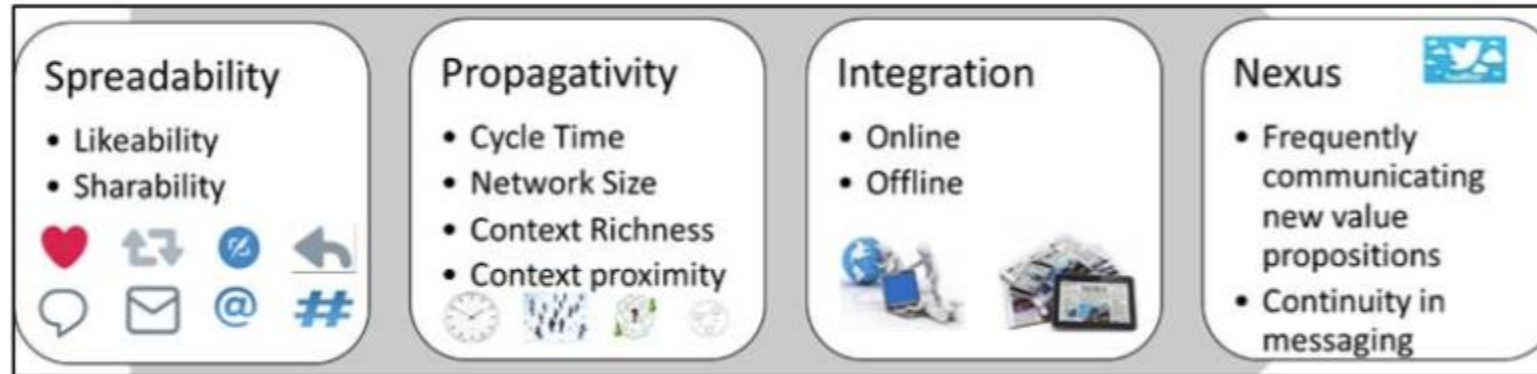 Spreadability
• Likeability
• Sharability
@
#
Propagativity
• Cycle Time
• Network Size
• Context Richness
• Context proximity
Integration
• Online
• Offline
Nexus
• Frequently
communicating
new value
propositions
• Continuity in
messaging